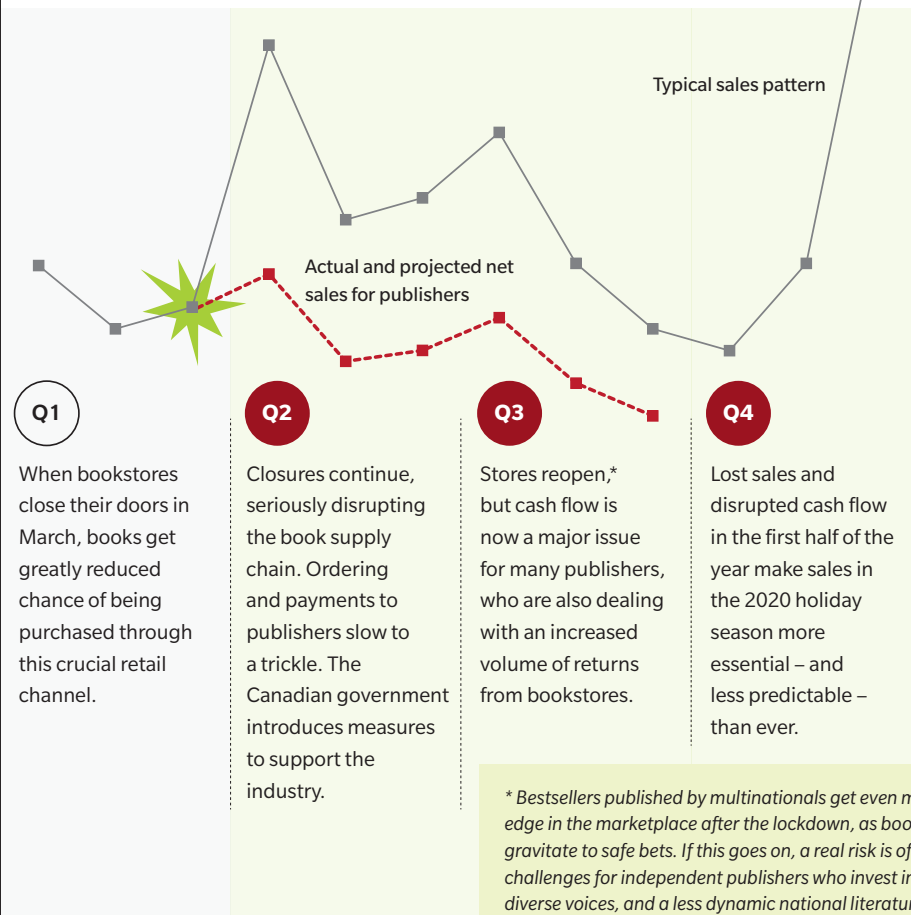 Typical sales pattern
Actual and projected net
sales for publishers
Q1
When bookstores
close their doors in
March, books get
greatly reduced
chance of being
purchased through
this crucial retail
channel.
Q2
Closures continue,
seriously disrupting
the book supply
chain. Ordering
and payments to
publishers slow to
a trickle. The
Canadian government
introduces measures
to support the
industry.
Q3
Stores reopen,*
but cash flow is
now a major issue
for many publishers,
who are also dealing
with an increased
volume of returns
from bookstores.
Q4
Lost sales and
disrupted cash flow
in the first half of the
year make sales in
the 2020 holiday
season more
essential – and
less predictable –
than ever.
* Bestsellers published by multinationals get even
edge in the marketplace after the lockdown, as
gravitate to safe bets. If this goes on, a real risk is
challenges for independent publishers who invest
diverse voices, and a less dynamic national